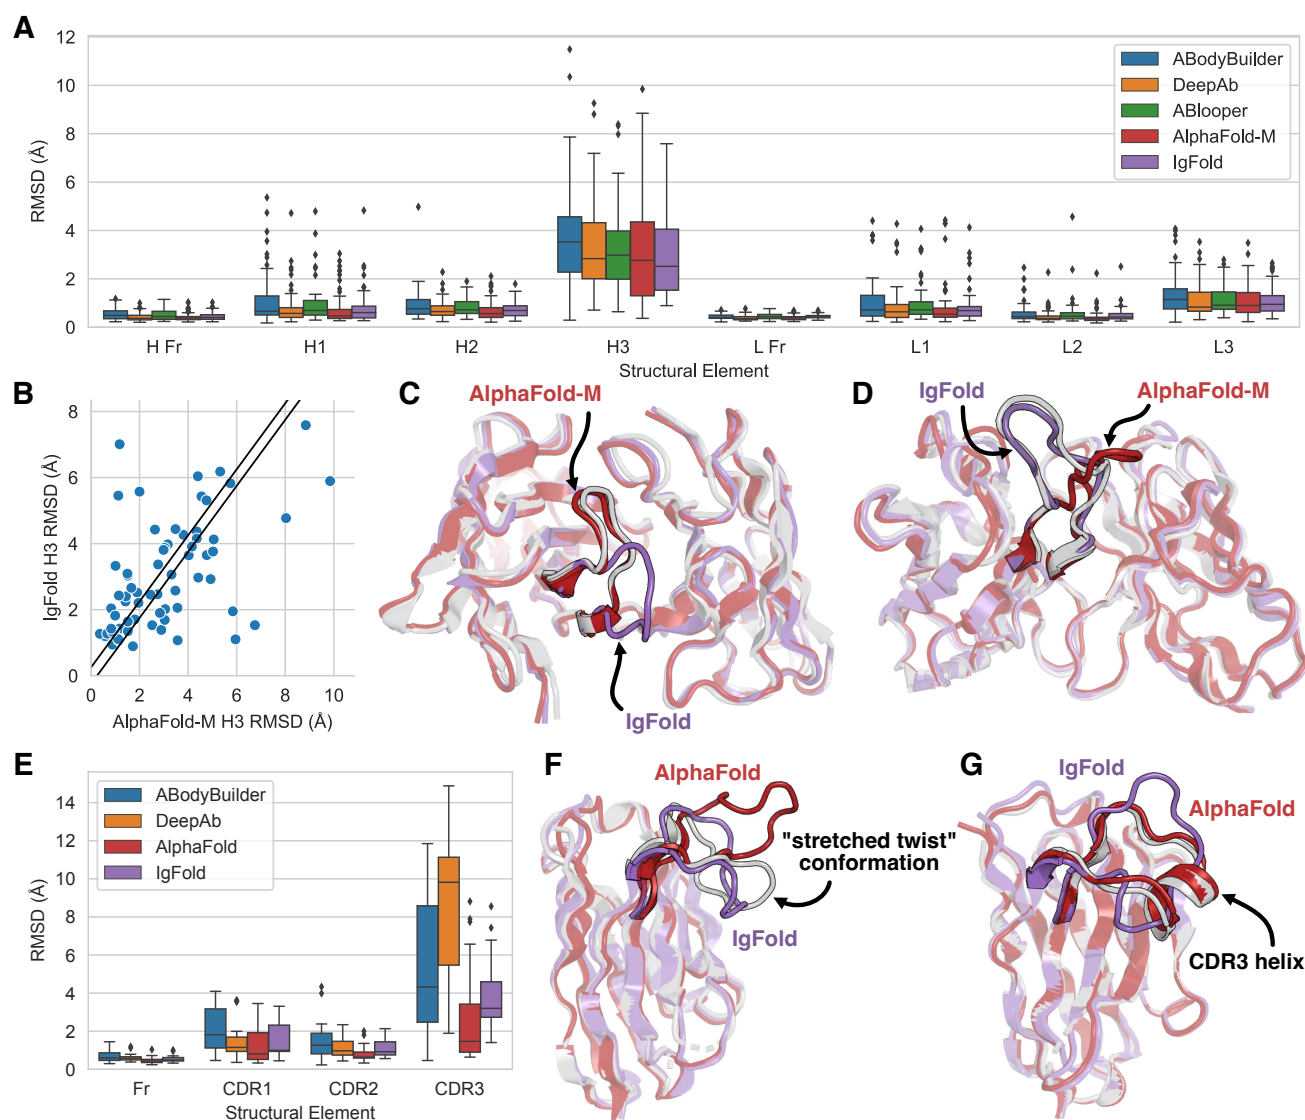 A
12
10
8
6
4
2
0
RMSD (Å)
ABodyBuilder
DeepAb
ABlooper
AlphaFold-M
IgFold
H Fr
H1
H2
H3
L Fr
L1
L2
L3
Structural Element
B
8
6
4
2
0
IgFold H3 RMSD (Å)
0
2
4
6
8
10
AlphaFold-M H3 RMSD (Å)
C
AlphaFold-M
IgFold
D
IgFold
AlphaFold-M
E
14
12
10
8
6
4
2
0
RMSD (Å)
ABodyBuilder
DeepAb
AlphaFold
IgFold
Fr
CDR1
CDR2
CDR3
Structural Element
F
AlphaFold
"stretched twist"
conformation
IgFold
G
IgFold
AlphaFold
CDR3 helix